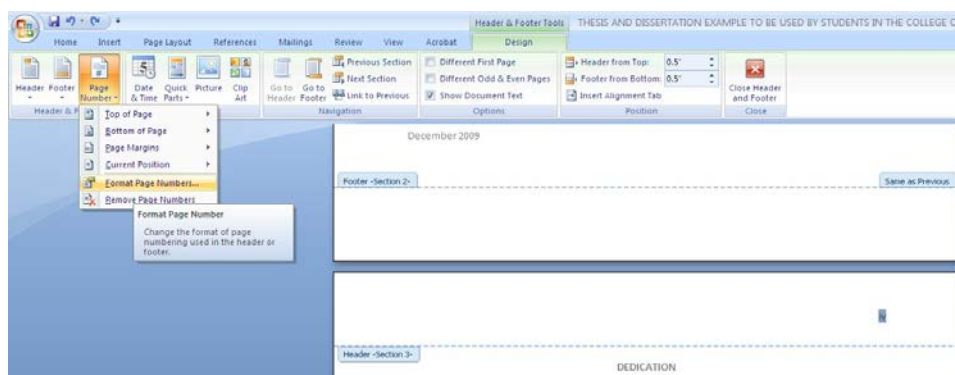 Header & Footer Tools THESIS AND DISSERTATION EXAMPLE TO BE USED BY STUDENTS IN THE COLLEGE
Home Insert Page Layout References Mailings Review View Acrobat Design
Header Footer Page Number Date & Time Quick Parts Picture Clip Art Go to Header Go to Footer
Previous Section
Next Section
Link to Previous
Different First Page
Different Odd & Even Pages
Show Document Text
Header from Top: 0.5"
Footer from Bottom: 0.5"
Insert Alignment Tab
Close Header and Footer
Header & F Navigation Options Position Close
Top of Page
Bottom of Page
Page Margins
Current Position
Format Page Numbers...
Remove Page Numbers
Format Page Number
Change the format of page
numbering used in the header or
footer.
December 2009
Footer -Section 2- Same as Previous
Header -Section 3-
DEDICATION